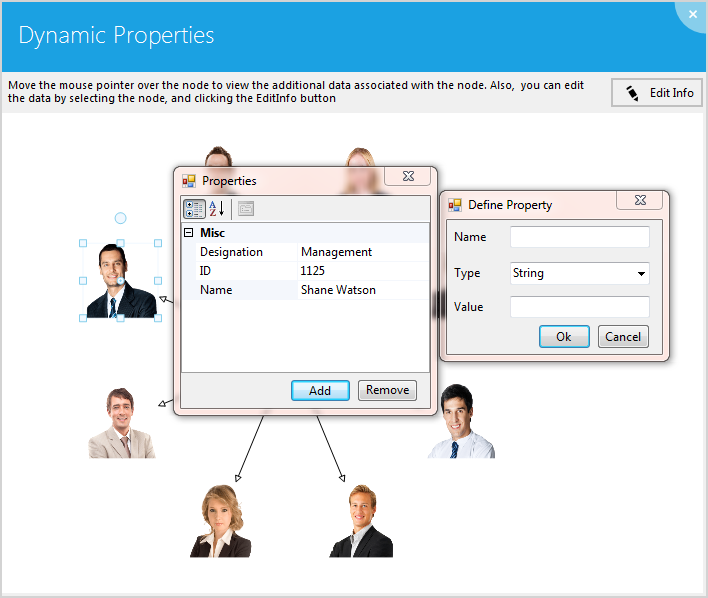 Dynamic Properties
Move the mouse pointer over the node to view the additional data associated with the node. Also, you can edit
the data by selecting the node, and clicking the EditInfo button
Edit Info
Properties
Misc
Designation Management
ID 1125
Name Shane Watson
Add Remove
Define Property
Name
Type String
Value
Ok Cancel